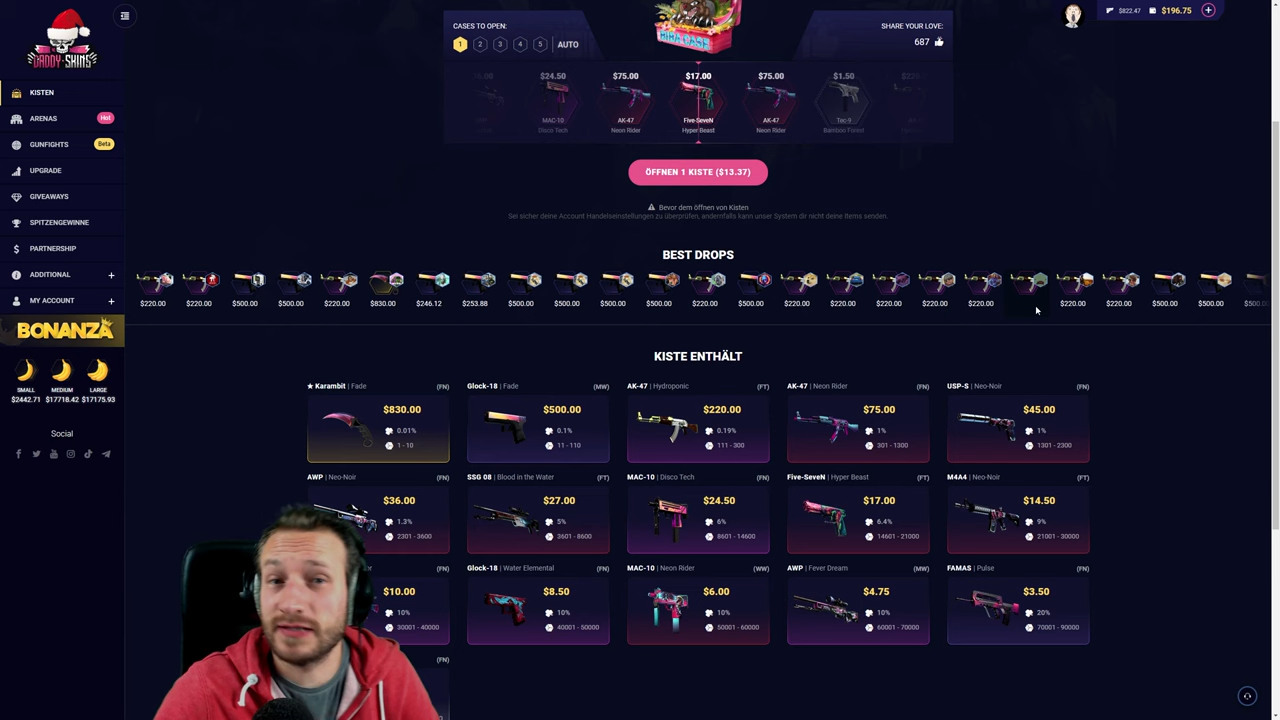 DADDY-SKINS
KISTEN
ARENAS Hot
GUNFIGHTS Beta
UPGRADE
GIVEAWAYS
SPITZENGEWINNE
PARTNERSHIP
ADDITIONAL +
MY ACCOUNT +
BONANZA
SMALL MEDIUM LARGE
$2442.71 $17718.42 $17175.93
Social
$822.47 $196.75 +
CASES TO OPEN:
1 2 3 4 5 AUTO
SHARE YOUR LOVE:
687
$24.50 $75.00 $17.00 $75.00 $1.50
MAC-10 AK-47 Five-SeveN AK-47 Tec-9
Disco Tech Neon Rider Hyper Beast Neon Rider Bamboo Forest
ÖFFNEN 1 KISTE ($13.37)
Bevor dem öffnen von Kisten
Sei sicher deine Account Handelseinstellungen zu überprüfen, andernfalls kann unser System dir nicht deine Items senden.
BEST DROPS
$220.00 $220.00 $500.00 $500.00 $220.00 $830.00 $246.12 $253.88 $500.00 $500.00 $500.00 $500.00 $220.00 $500.00 $220.00 $220.00 $220.00 $220.00 $220.00 $220.00 $220.00 $500.00 $500.00
KISTE ENTHÄLT
★ Karambit | Fade (FN) Glock-18 | Fade (MW) AK-47 | Hydroponic (FT) AK-47 | Neon Rider (FN) USP-S | Neo-Noir (FN)
$830.00 $500.00 $220.00 $75.00 $45.00
0.01% 0.1% 0.19% 1% 1%
1 - 10 11 - 110 111 - 300 301 - 1300 1301 - 2300
AWP | Neo-Noir (FN) SSG 08 | Blood in the Water (FT) MAC-10 | Disco Tech (FN) Five-SeveN | Hyper Beast (FT) M4A4 | Neo-Noir (FT)
$36.00 $27.00 $24.50 $17.00 $14.50
1.3% 5% 6% 6.4% 9%
2301 - 3600 3601 - 8600 8601 - 14600 14601 - 21000 21001 - 30000
(FN) Glock-18 | Water Elemental (FN) MAC-10 | Neon Rider (WW) AWP | Fever Dream (MW) FAMAS | Pulse (FN)
$10.00 $8.50 $6.00 $4.75 $3.50
10% 10% 10% 10% 20%
30001 - 40000 40001 - 50000 50001 - 60000 60001 - 70000 70001 - 90000
(FN)